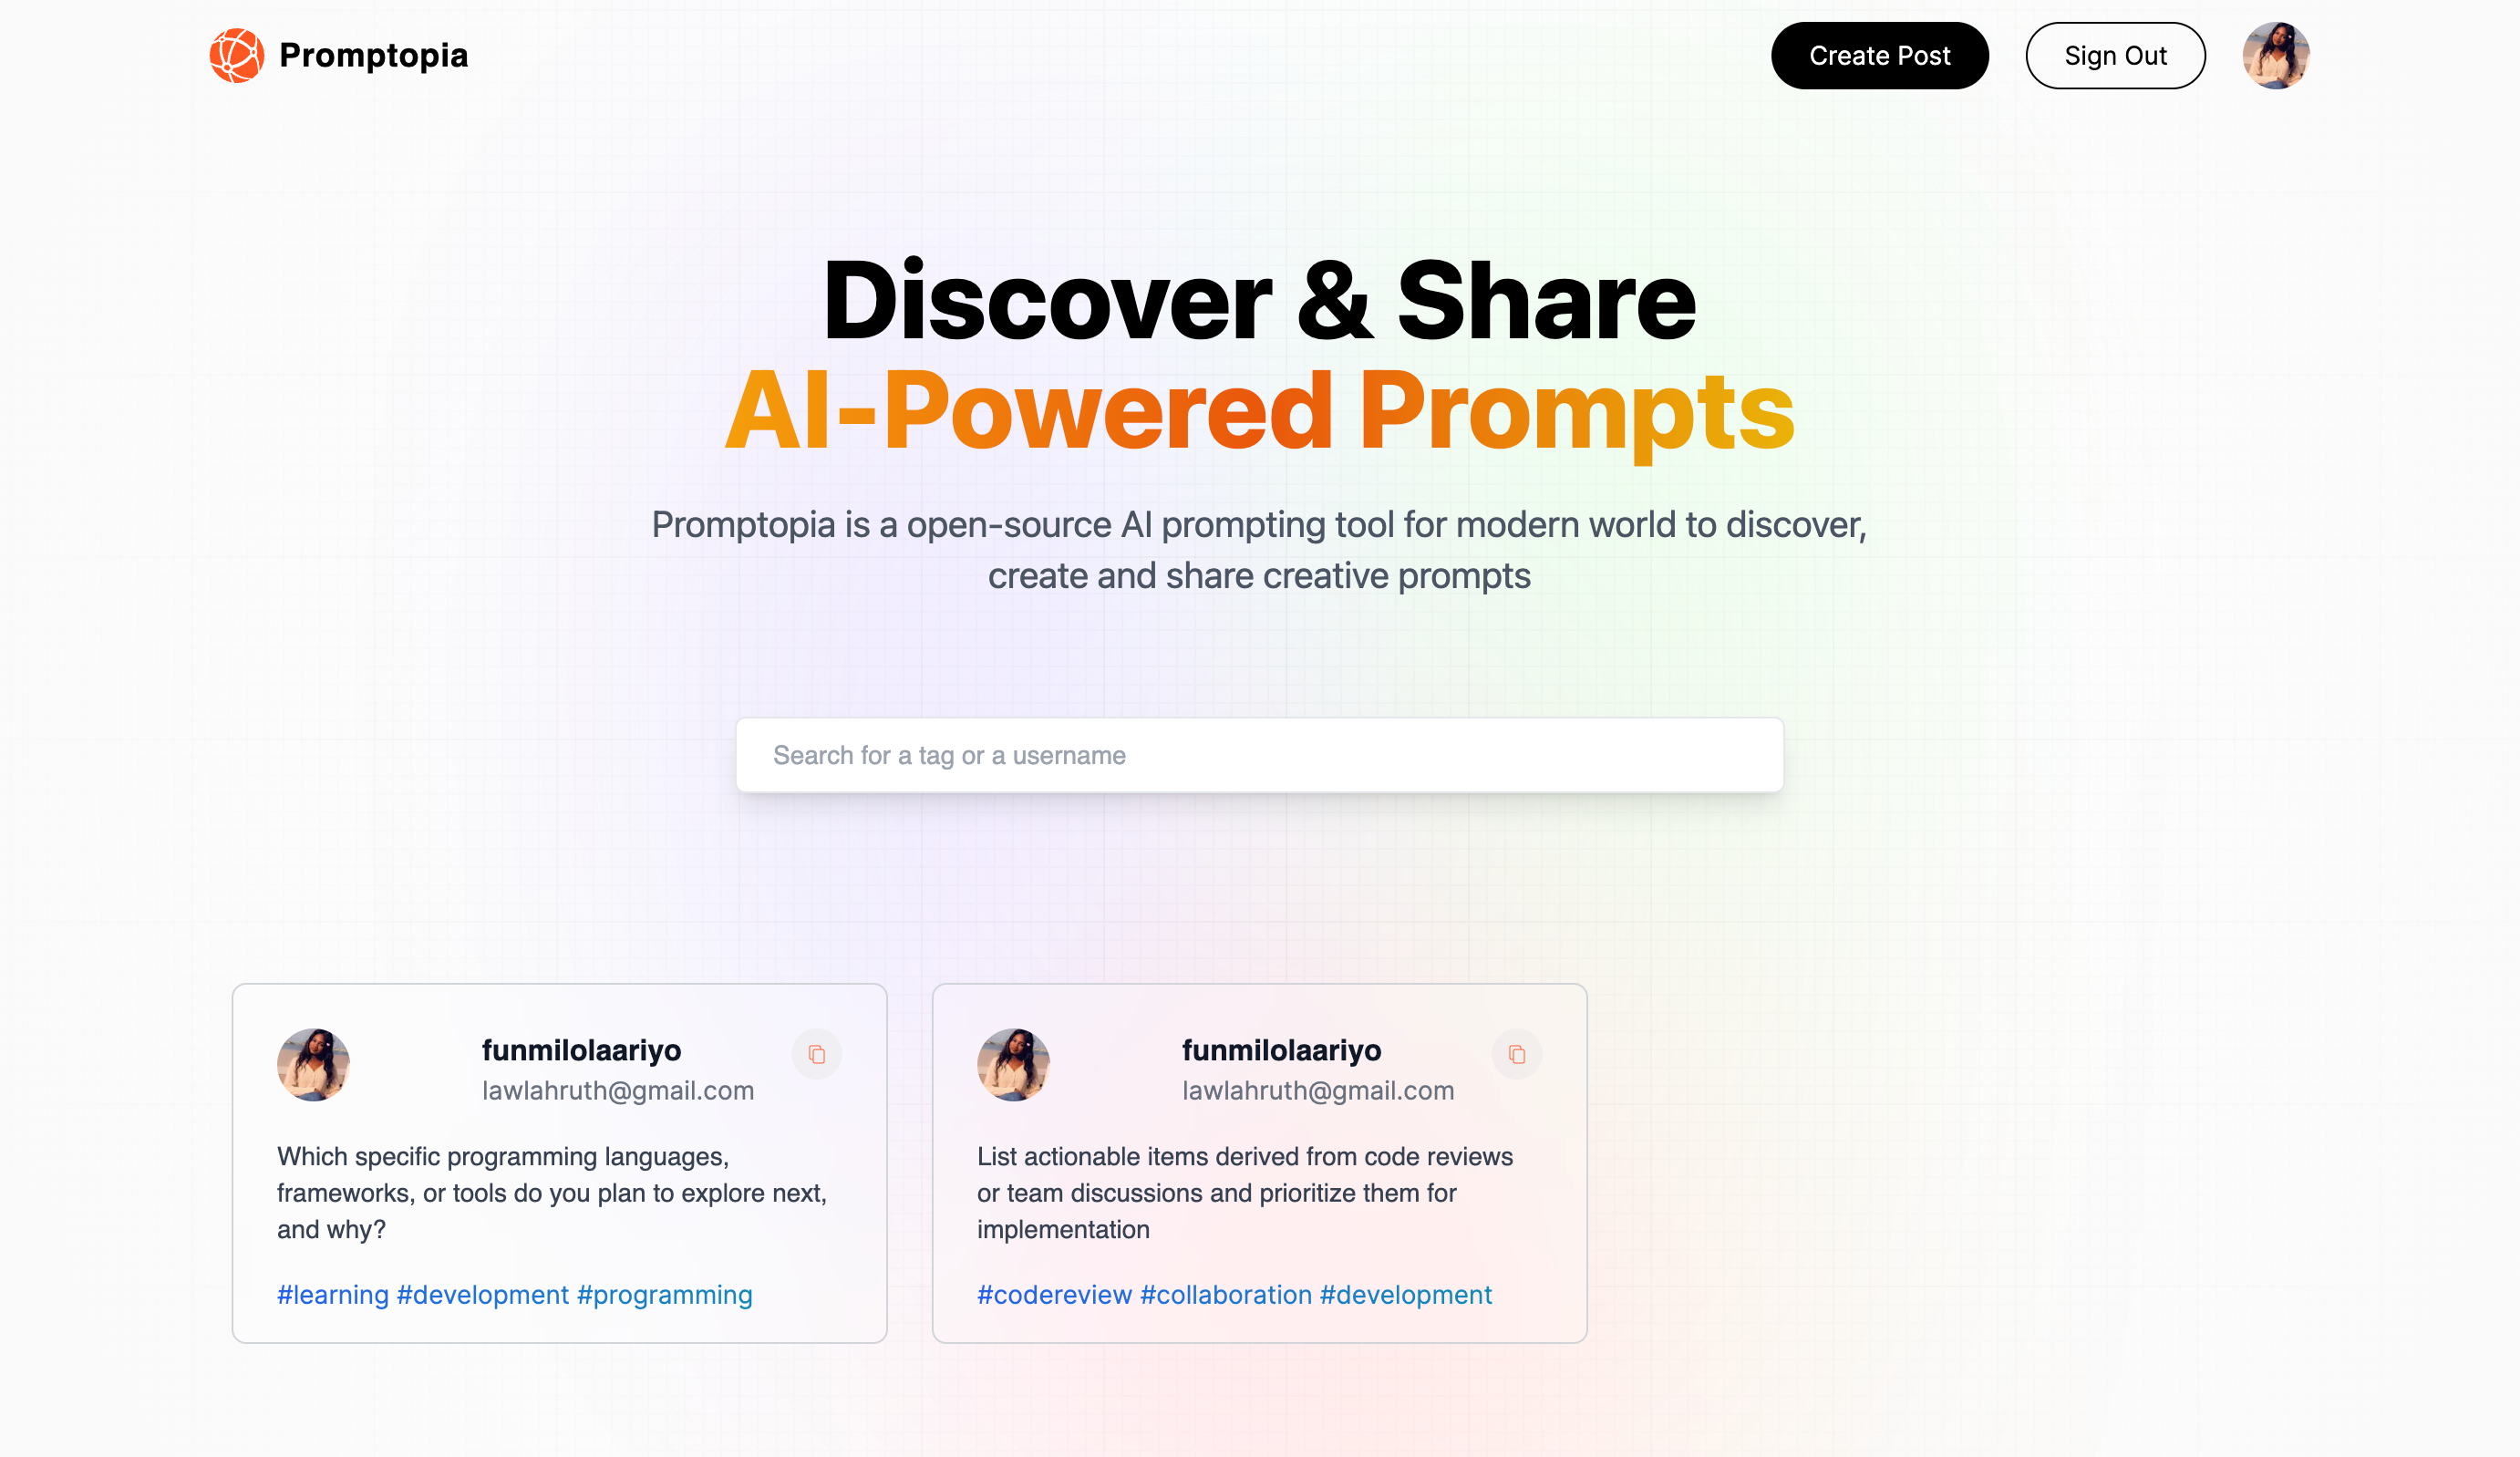 Promptopia
Create Post
Sign Out
Discover & Share
AI-Powered Prompts
Promptopia is a open-source AI prompting tool for modern world to discover,
create and share creative prompts
Search for a tag or a username
funmilolaariyo
lawlahruth@gmail.com
Which specific programming languages,
frameworks, or tools do you plan to explore next,
and why?
#learning #development #programming
funmilolaariyo
lawlahruth@gmail.com
List actionable items derived from code reviews
or team discussions and prioritize them for
implementation
#codereview #collaboration #development